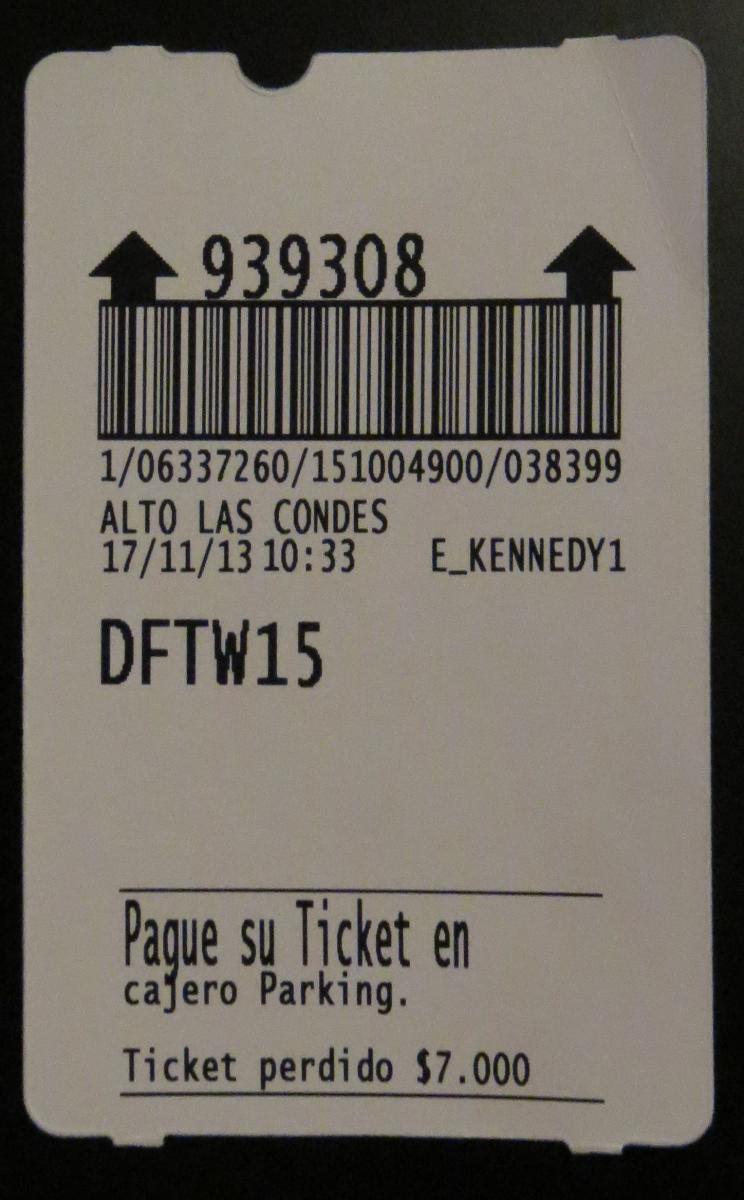 939308
1/06337260/151004900/038399
ALTO LAS CONDES
17/11/13 10:33 E_KENNEDY1
DFTW15
Pague su Ticket en
cajero Parking.
Ticket perdido $7.000